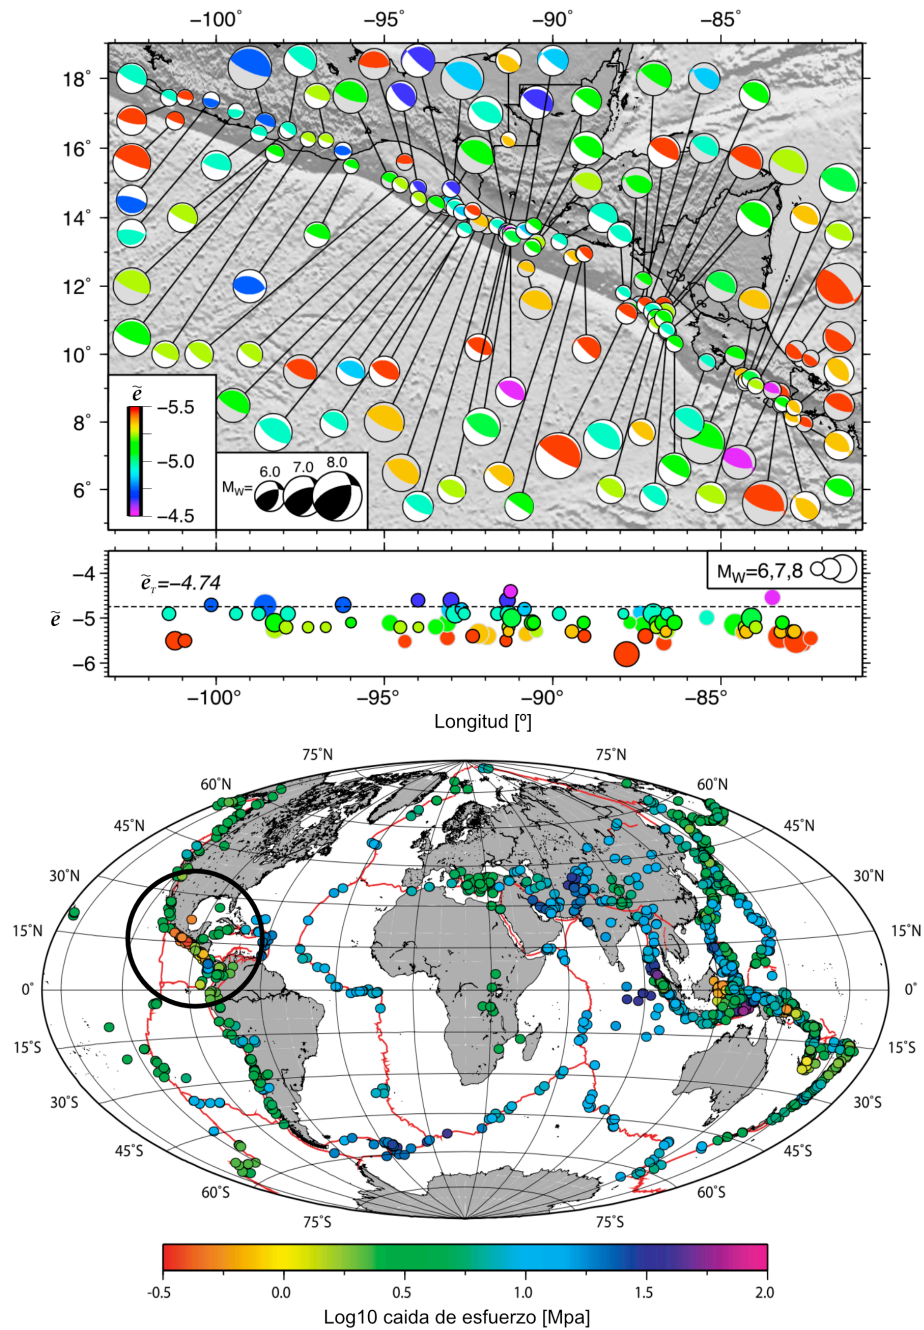 −100° −95° −90° −85°
18°
16°
14°
12°
10°
8°
6°
ẽ
−5.5
−5.0
−4.5
6.0 7.0 8.0
Mw=
ẽr=−4.74
Mw=6,7,8
−4
−5
−6
ẽ
−100° −95° −90° −85°
Longitud [º]
75˚N 75˚N
60˚N 60˚N
45˚N 45˚N
30˚N 30˚N
15˚N 15˚N
0˚ 0˚
15˚S 15˚S
30˚S 30˚S
45˚S 45˚S
60˚S 60˚S
75˚S 75˚S
-0.5 0.0 0.5 1.0 1.5 2.0
Log10 caida de esfuerzo [Mpa]